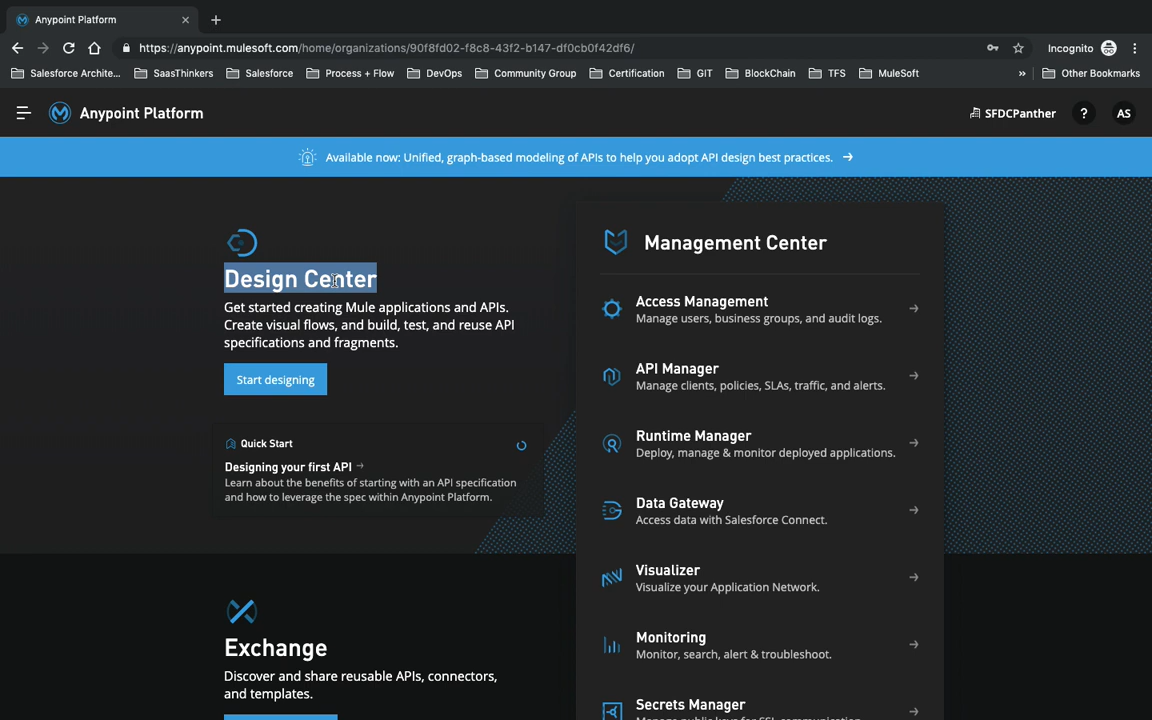 Anypoint Platform
https://anypoint.mulesoft.com/home/organizations/90f8fd02-f8c8-43f2-b147-df0cb0f42df6/
Incognito
Salesforce Archite...
SaasThinkers
Salesforce
Process + Flow
DevOps
Community Group
Certification
GIT
BlockChain
TFS
MuleSoft
»
Other Bookmarks
Anypoint Platform
SFDCPanther
?
AS
Available now: Unified, graph-based modeling of APIs to help you adopt API design best practices. →
Design Center
Get started creating Mule applications and APIs.
Create visual flows, and build, test, and reuse API
specifications and fragments.
Start designing
Quick Start
Designing your first API →
Learn about the benefits of starting with an API specification
and how to leverage the spec within Anypoint Platform.
Exchange
Discover and share reusable APIs, connectors,
and templates.
Management Center
Access Management
Manage users, business groups, and audit logs.
API Manager
Manage clients, policies, SLAs, traffic, and alerts.
Runtime Manager
Deploy, manage & monitor deployed applications.
Data Gateway
Access data with Salesforce Connect.
Visualizer
Visualize your Application Network.
Monitoring
Monitor, search, alert & troubleshoot.
Secrets Manager